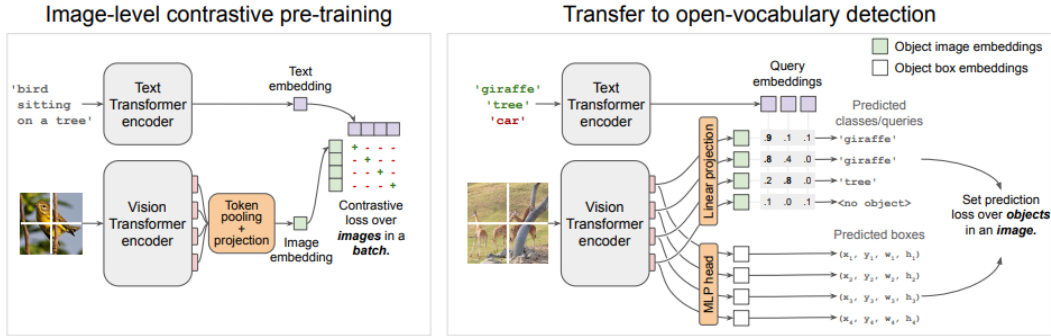 Image-level contrastive pre-training
'bird
sitting
on a tree'
Text
Transformer
encoder
Text
embedding
Vision
Transformer
encoder
Token
pooling
+
projection
Image
embedding
+ - - -
- + - -
- - + -
- - - +
Contrastive
loss over
images in a
batch.
Transfer to open-vocabulary detection
Object image embeddings
Object box embeddings
'giraffe'
'tree'
'car'
Text
Transformer
encoder
Query
embeddings
Vision
Transformer
encoder
Linear projection
MLP head
Predicted
classes/queries
.9 .1 .1 'giraffe'
.8 .4 .0 'giraffe'
.2 .8 .0 'tree'
.1 .0 .1 <no object>
Predicted boxes
(x₁, y₁, w₁, h₁)
(x₂, y₂, w₂, h₂)
(x₃, y₃, w₃, h₃)
(x₄, y₄, w₄, h₄)
Set prediction
loss over objects
in an image.